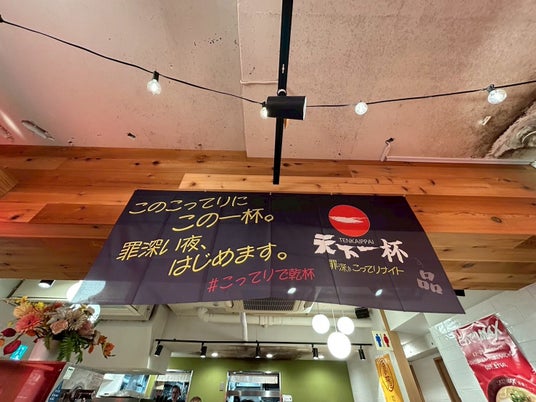 このこってりに
この一杯。
罪深い夜、
はじめます。
#こってりで乾杯
TENKAIPPAI
天下一杯
罪深きこってりナイト
品